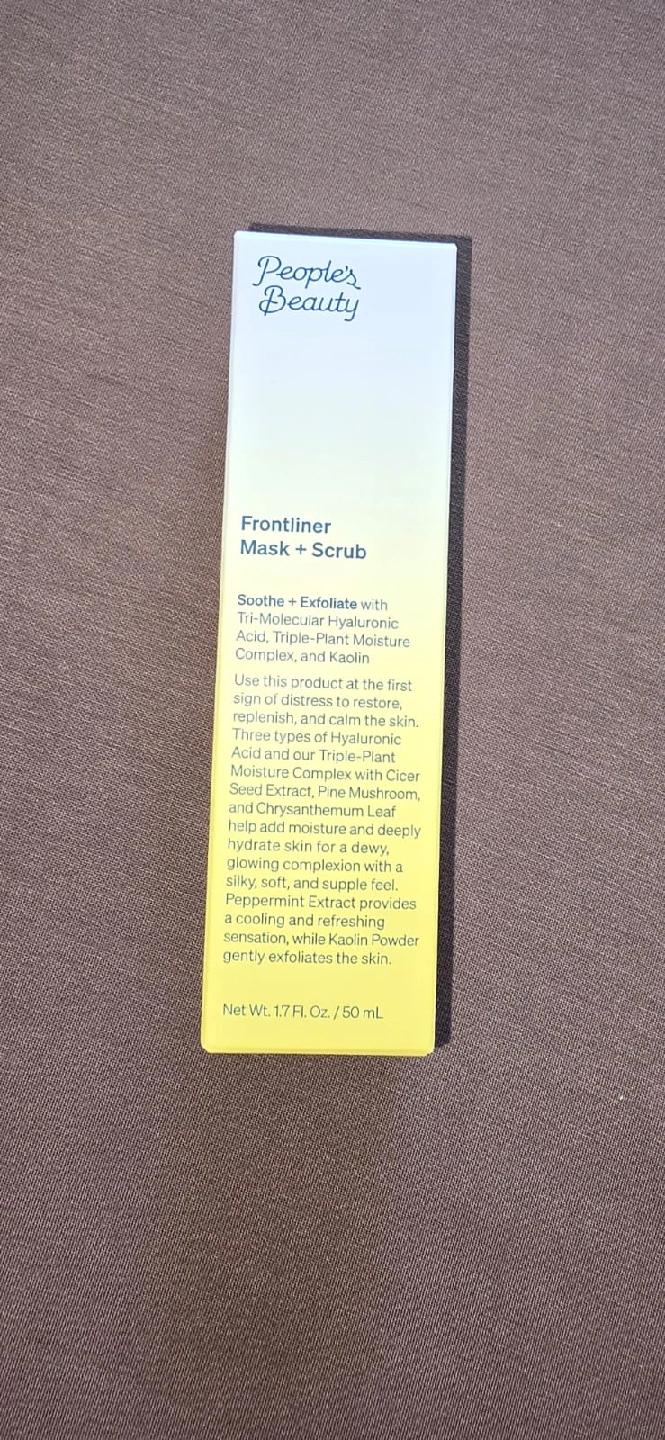 People's
Beauty
Frontliner
Mask + Scrub
Soothe + Exfoliate with
Tri-Molecular Hyaluronic
Acid, Triple-Plant Moisture
Complex, and Kaolin
Use this product at the first
sign of distress to restore,
replenish, and calm the skin.
Three types of Hyaluronic
Acid and our Triple-Plant
Moisture Complex with Cicer
Seed Extract, Pine Mushroom,
and Chrysanthemum Leaf
help add moisture and deeply
hydrate skin for a dewy,
glowing complexion with a
silky, soft, and supple feel.
Peppermint Extract provides
a cooling and refreshing
sensation, while Kaolin Powder
gently exfoliates the skin.
Net Wt. 1.7 Fl. Oz. / 50 mL